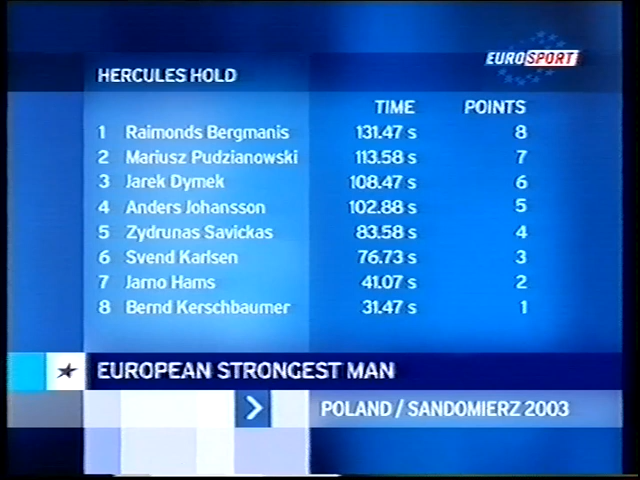 EUROSPORT
HERCULES HOLD
TIME POINTS
1 Raimonds Bergmanis 131.47 s 8
2 Mariusz Pudzianowski 113.58 s 7
3 Jarek Dymek 108.47 s 6
4 Anders Johansson 102.88 s 5
5 Zydrunas Savickas 83.58 s 4
6 Svend Karlsen 76.73 s 3
7 Jarno Hams 41.07 s 2
8 Bernd Kerschbaumer 31.47 s 1
EUROPEAN STRONGEST MAN
POLAND / SANDOMIERZ 2003